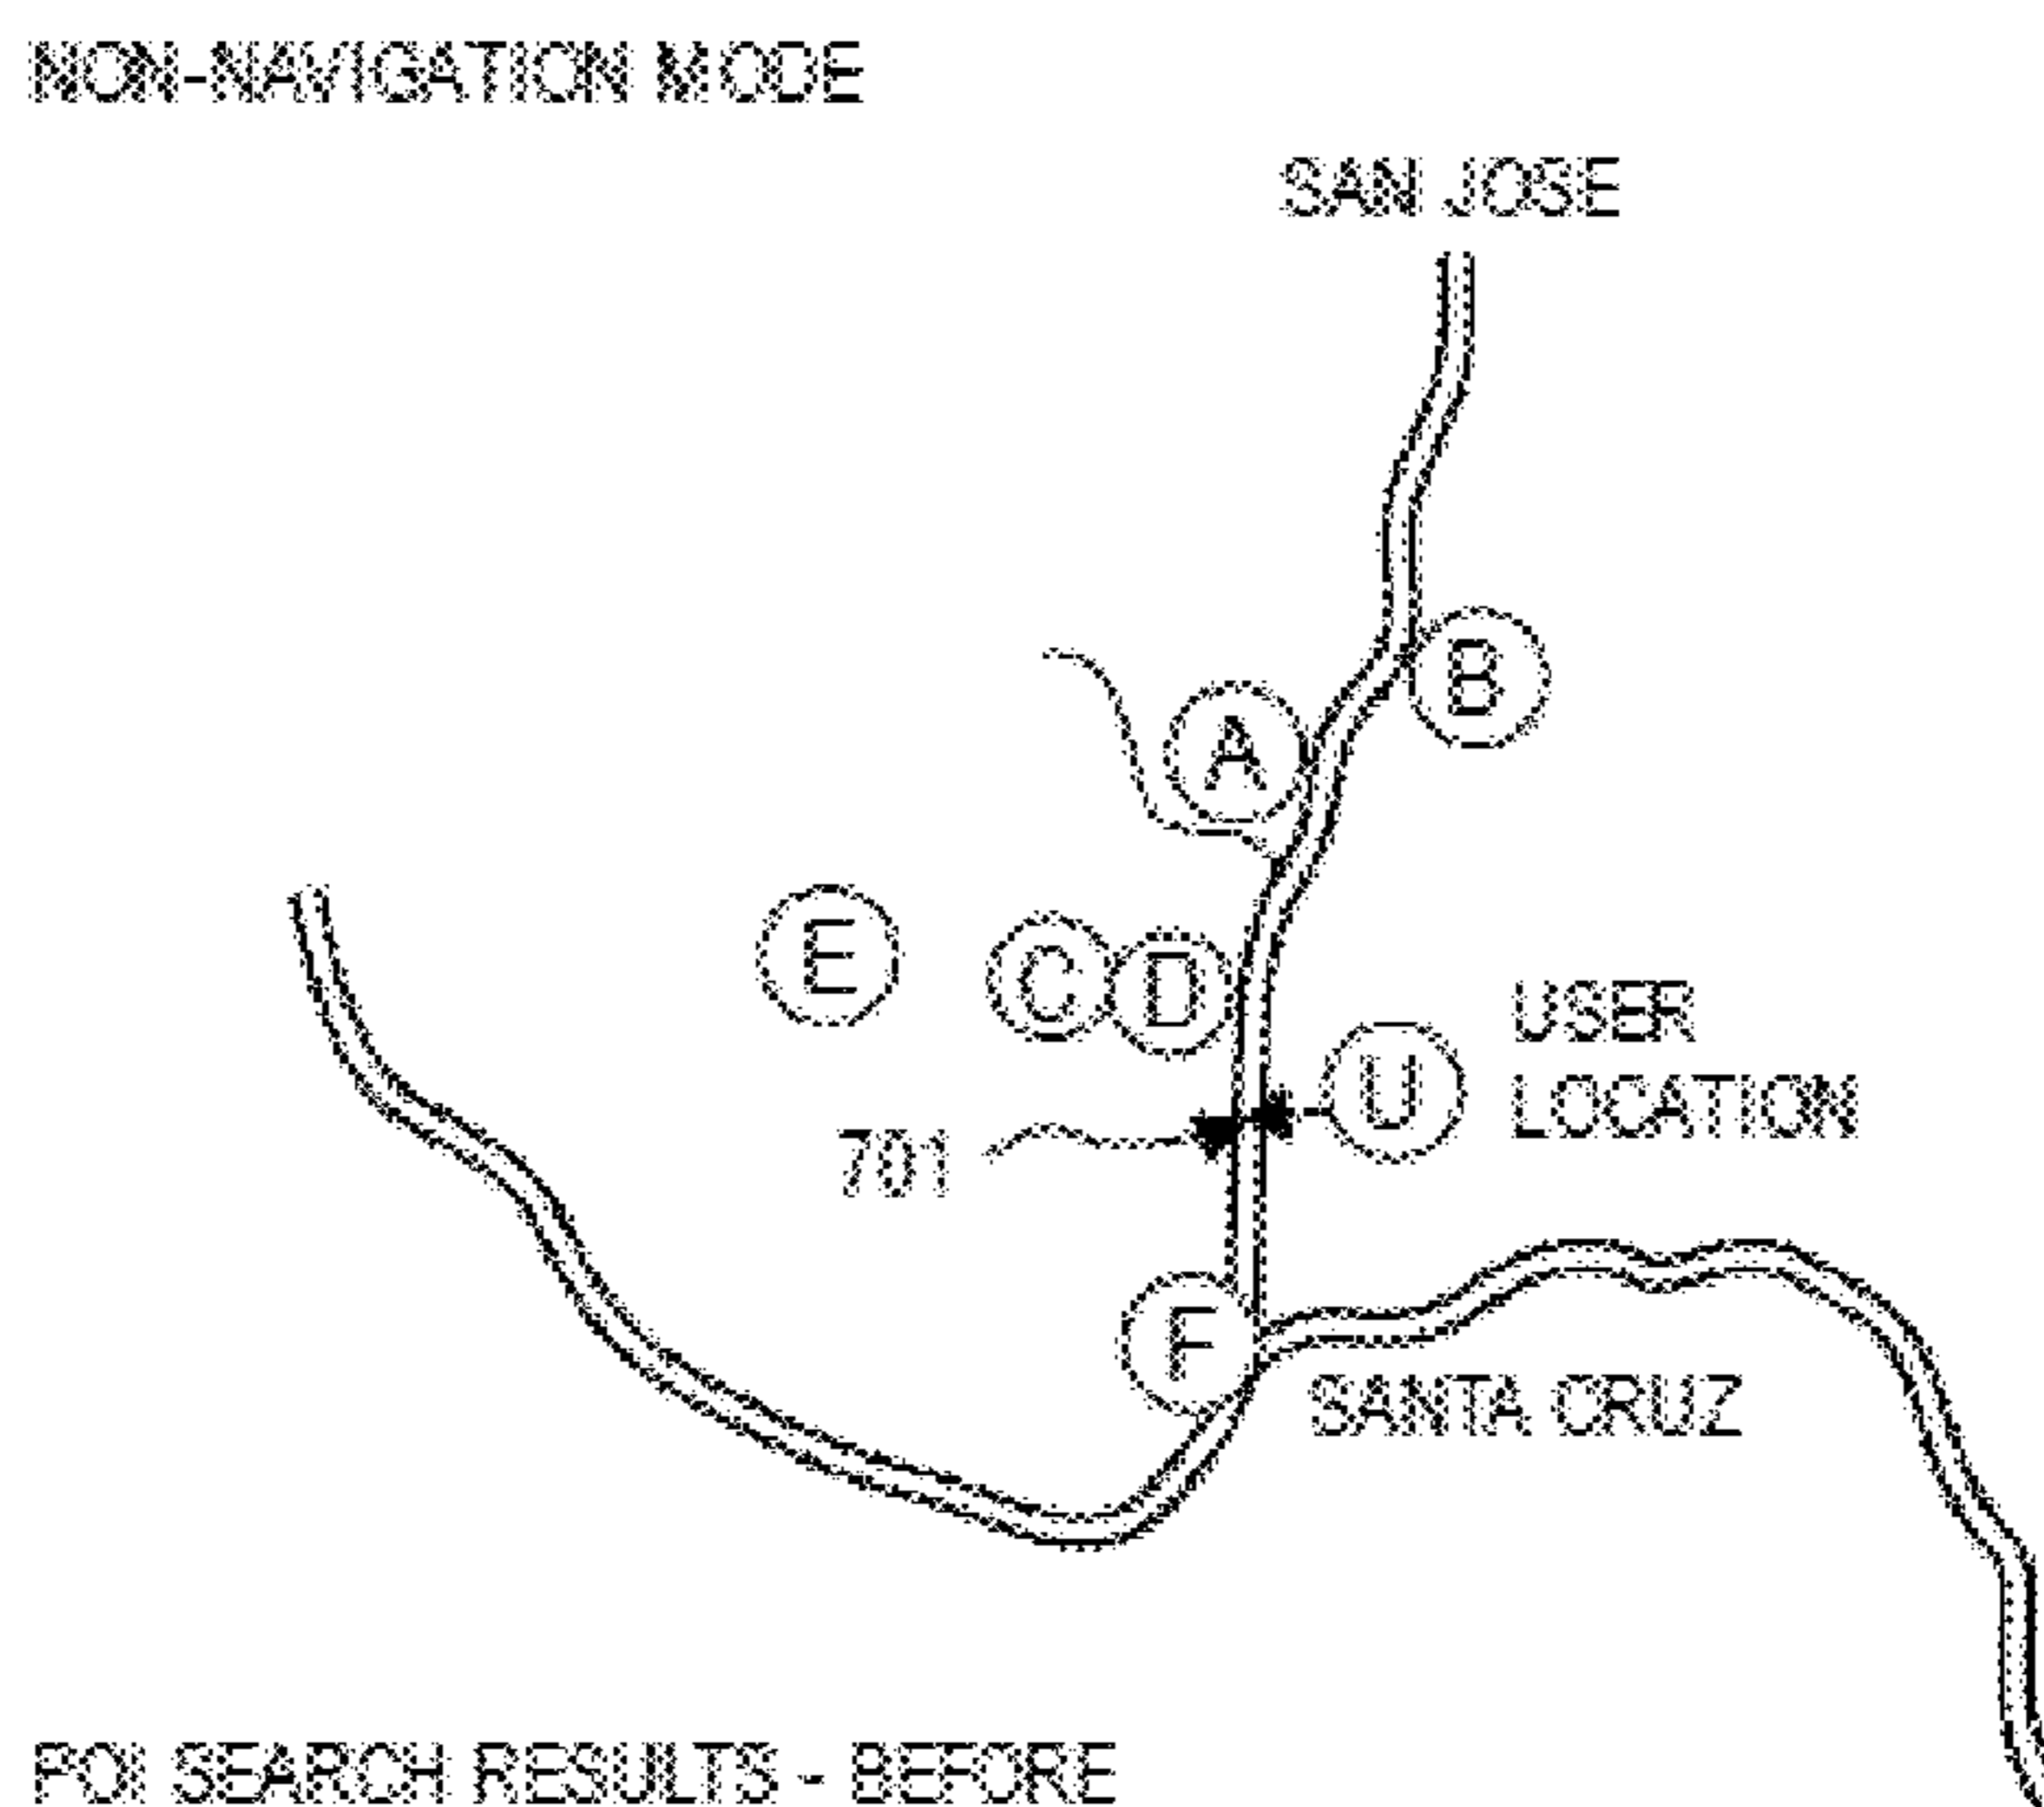 NON-NAVIGATION MODE
SAN JOSE
B
A
E
C
D
USER
LOCATION
U
701
F
SANTA CRUZ
POI SEARCH RESULTS - BEFORE